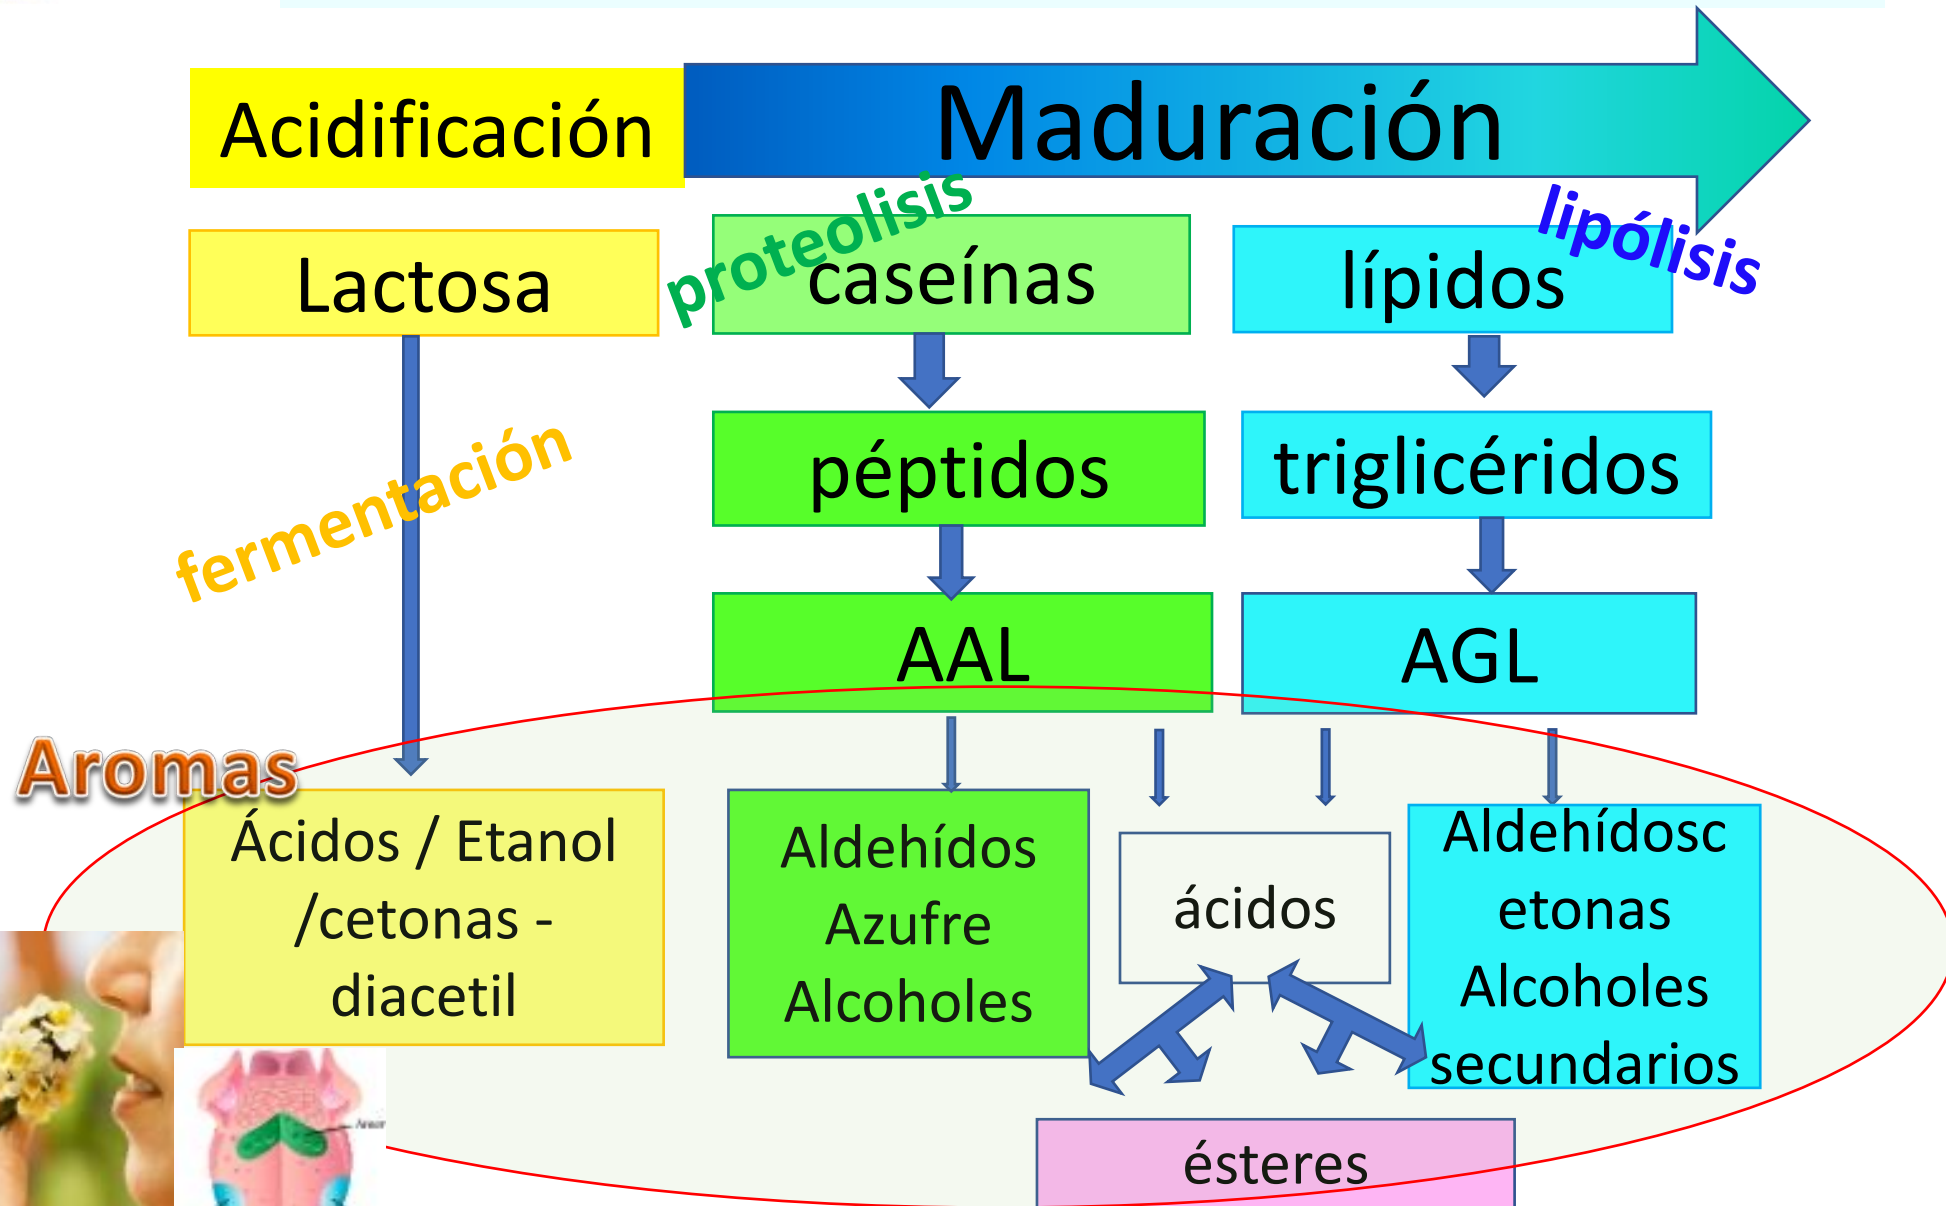 Acidificación
Maduración
proteolisis
lipólisis
Lactosa
caseínas
lípidos
fermentación
péptidos
triglicéridos
AAL
AGL
Aromas
Ácidos / Etanol
/cetonas -
diacetil
Aldehídos
Azufre
Alcoholes
ácidos
Aldehídosc
etonas
Alcoholes
secundarios
ésteres